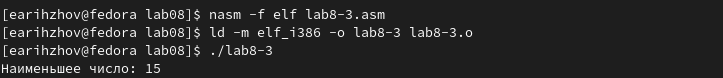 [earihzhov@fedora lab08]$ nasm -f elf lab8-3.asm
[earihzhov@fedora lab08]$ ld -m elf_i386 -o lab8-3 lab8-3.o
[earihzhov@fedora lab08]$ ./lab8-3
Наименьшее число: 15